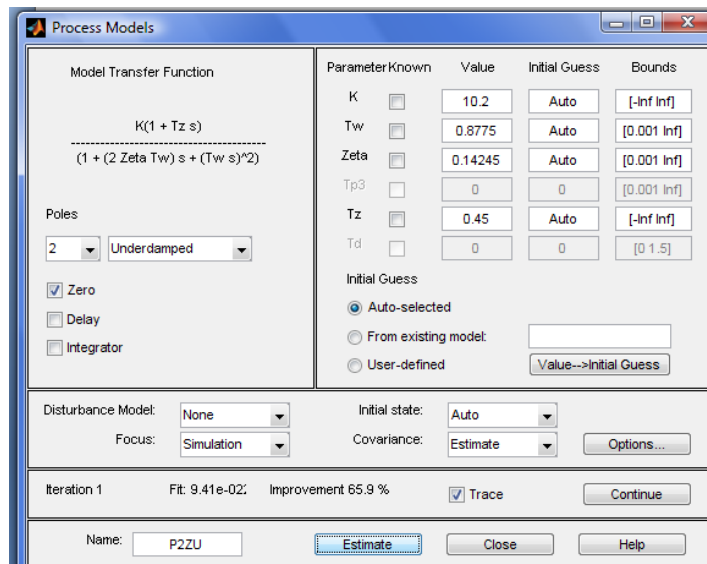 Process Models
Model Transfer Function
K(1 + Tz s)
---------------------------------------
(1 + (2 Zeta Tw) s + (Tw s)^2)
Poles
2 Underdamped
Zero
Delay
Integrator
Parameter Known Value Initial Guess Bounds
K 10.2 Auto [-Inf Inf]
Tw 0.8775 Auto [0.001 Inf]
Zeta 0.14245 Auto [0.001 Inf]
Tp3 0 0 [0.001 Inf]
Tz 0.45 Auto [-Inf Inf]
Td 0 0 [0 1.5]
Initial Guess
Auto-selected
From existing model:
User-defined Value-->Initial Guess
Disturbance Model: None Initial state: Auto
Focus: Simulation Covariance: Estimate Options...
Iteration 1 Fit: 9.41e-02 Improvement 65.9 % Trace Continue
Name: P2ZU Estimate Close Help